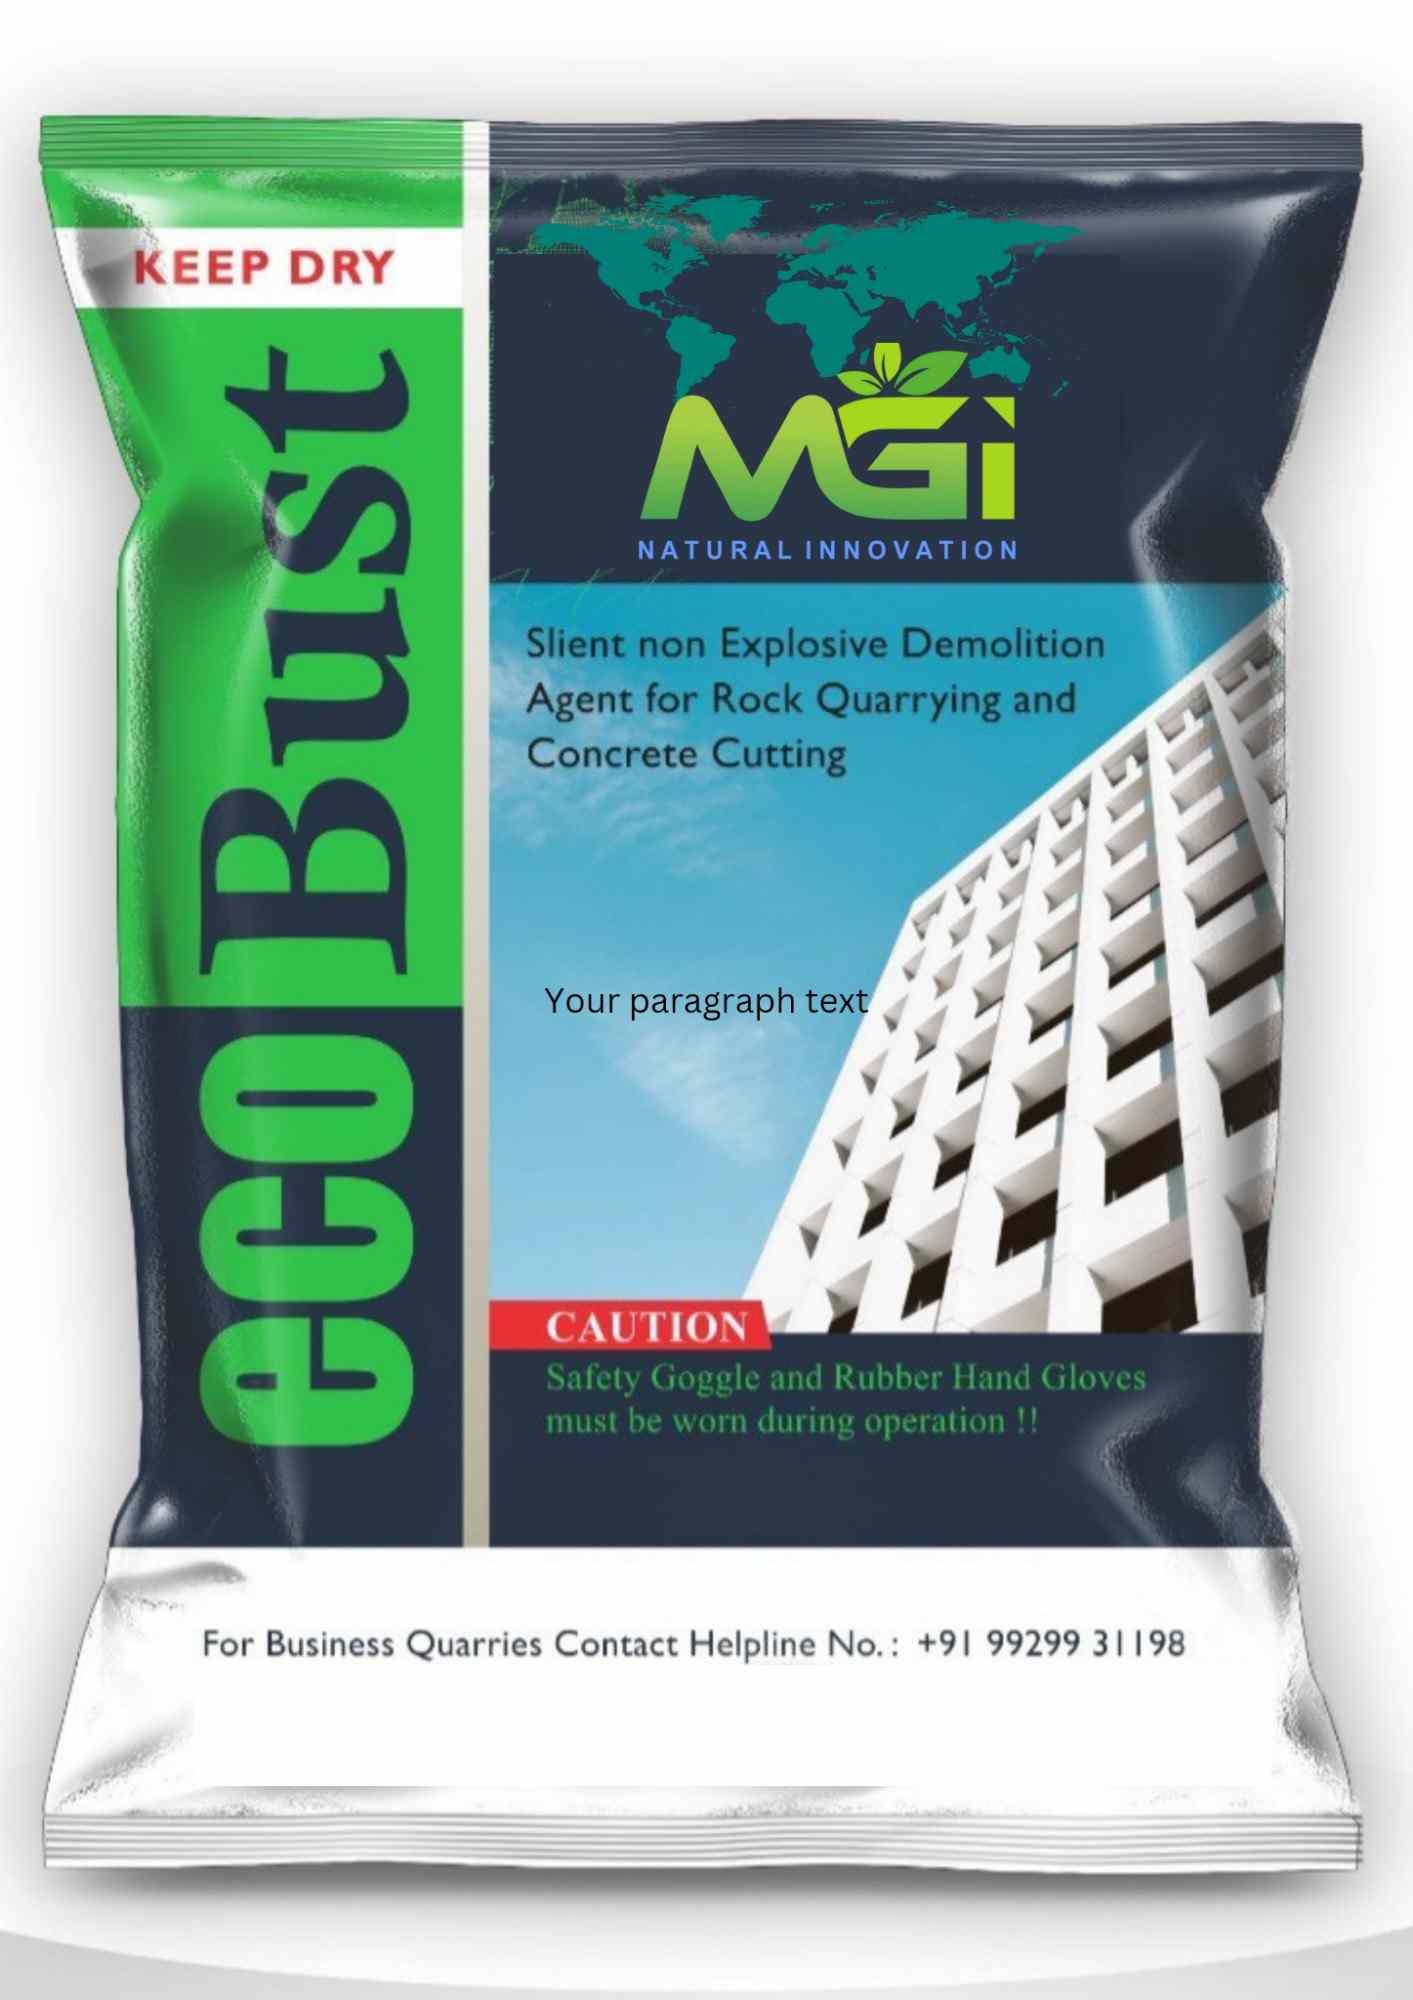 KEEP DRY
eco Bust
MGI
NATURAL INNOVATION
Slient non Explosive Demolition
Agent for Rock Quarrying and
Concrete Cutting
Your paragraph text
CAUTION
Safety Goggle and Rubber Hand Gloves
must be worn during operation !!
For Business Quarries Contact Helpline No.: +91 99299 31198